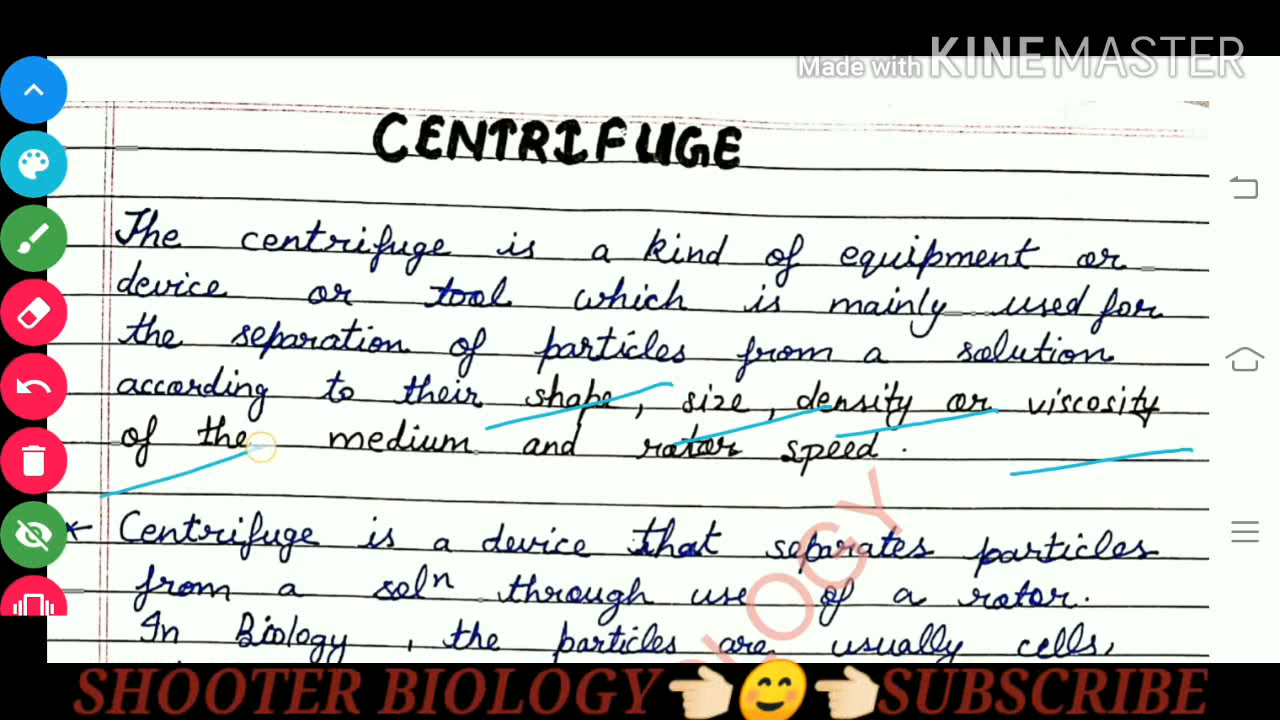 Made with KINEMASTER
CENTRIFUGE
The centrifuge is a kind of equipment or
device or tool which is mainly used for
the separation of particles from a solution
according to their shape, size, density or viscosity
of the medium and rotor speed.
* Centrifuge is a device that separates particles
from a solⁿ through use of a rotor.
In Biology, the particles are usually cells,
OLOGY
SHOOTER BIOLOGY 👈🏻😊👈🏻 SUBSCRIBE